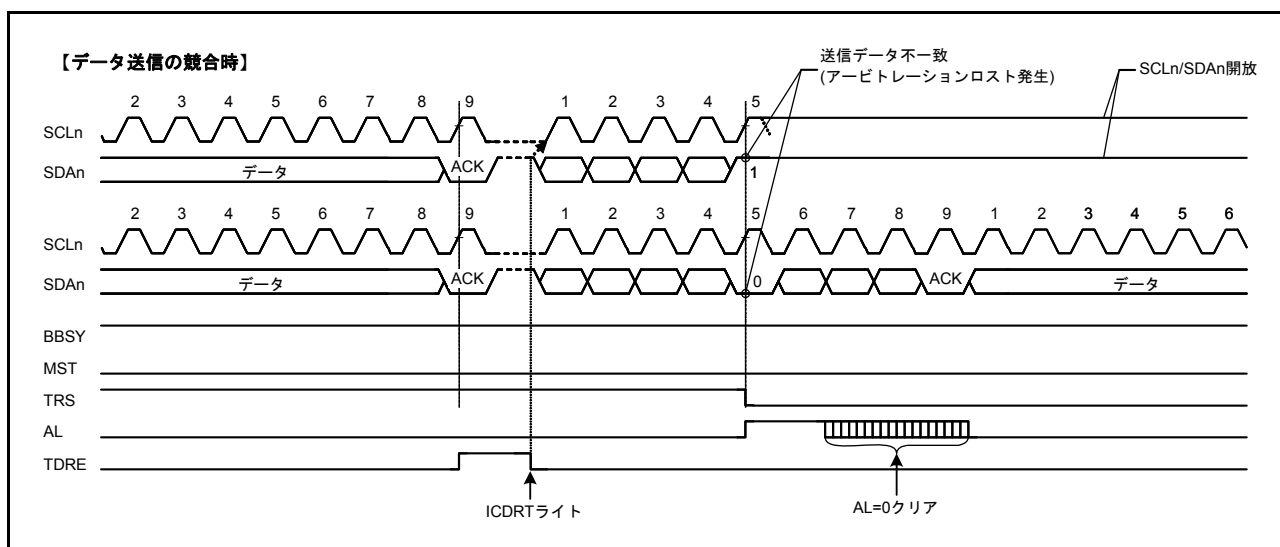 【データ送信の競合時】
送信データ不一致
(アービトレーションロスト発生)
SCLn/SDAn開放
2 3 4 5 6 7 8 9 1 2 3 4 5
SCLn
SDAn データ ACK 1
2 3 4 5 6 7 8 9 1 2 3 4 5 6 7 8 9 1 2 3 4 5 6
SCLn
SDAn データ ACK 0 ACK データ
BBSY
MST
TRS
AL
TDRE
ICDRTライト
AL=0クリア